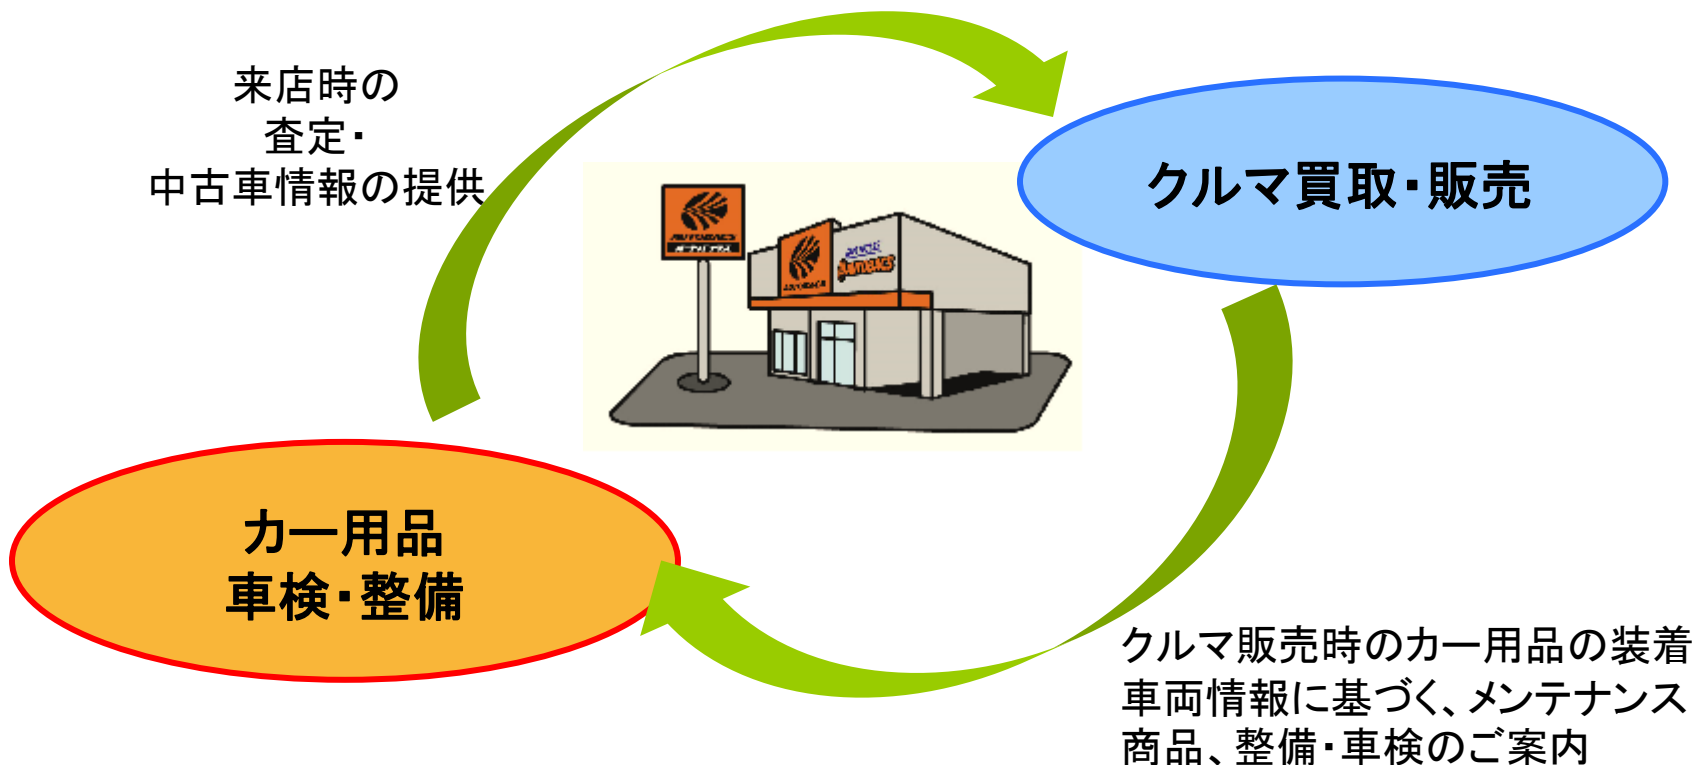 来店時の
査定・
中古車情報の提供
クルマ買取・販売
AUTOBACS
カー用品
車検・整備
クルマ販売時のカー用品の装着
車両情報に基づく、メンテナンス
商品、整備・車検のご案内